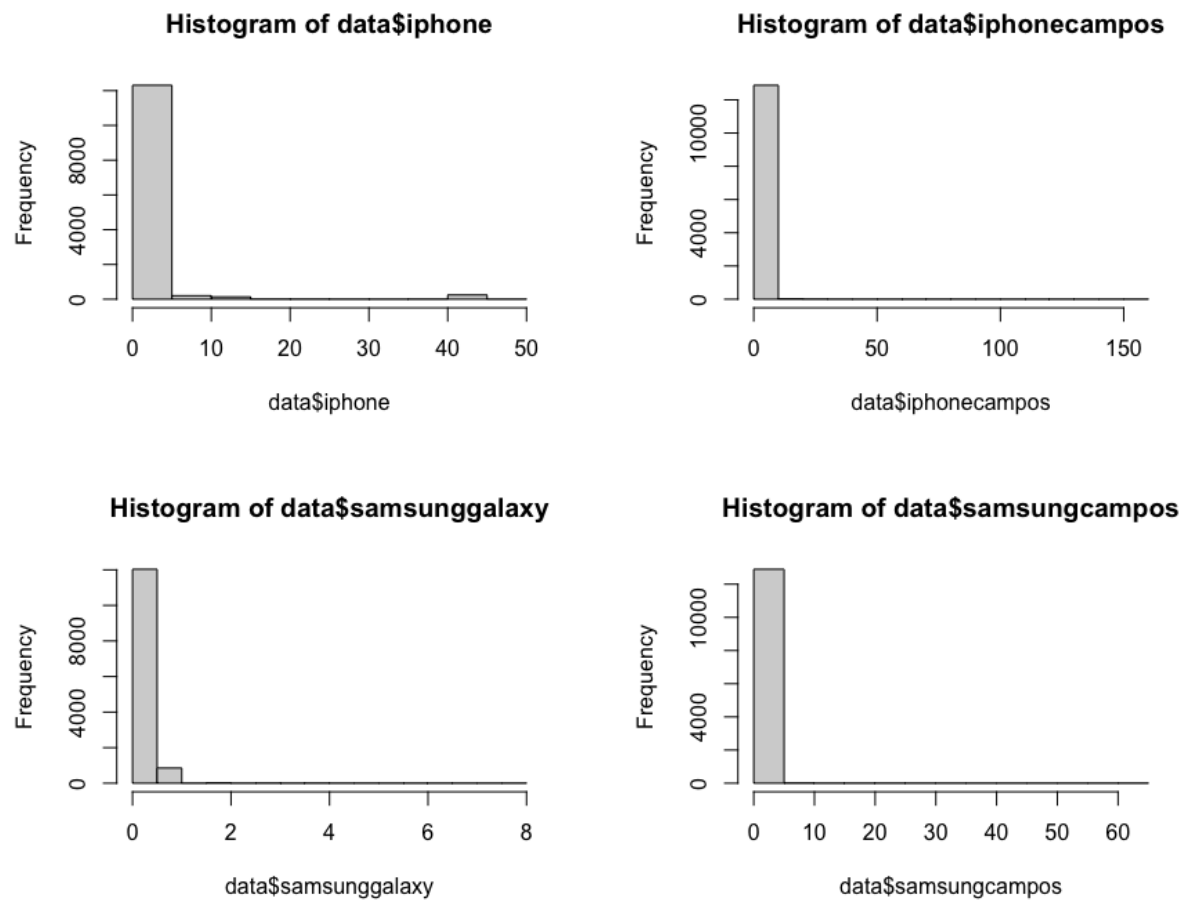 Histogram of data$iphone
Frequency
0
4000
8000
0 10 20 30 40 50
data$iphone
Histogram of data$iphonecampos
Frequency
0
4000
10000
0 50 100 150
data$iphonecampos
Histogram of data$samsunggalaxy
Frequency
0
4000
8000
0 2 4 6 8
data$samsunggalaxy
Histogram of data$samsungcampos
Frequency
0
4000
10000
0 10 20 30 40 50 60
data$samsungcampos